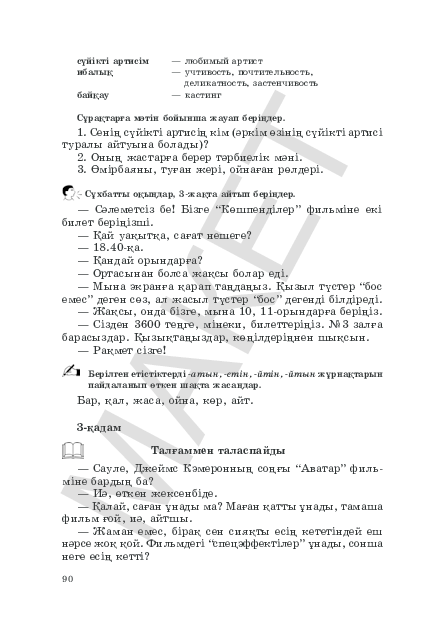 сүйікті артисім — любимый артист
ибалық — учтивость, почтительность,
деликатность, застенчивость
байқау — кастинг
Сұрақтарға мәтін бойынша жауап беріңдер.
1. Сенің сүйікті артисің кім (әркім өзінің сүйікті артисі
туралы айтуына болады)?
2. Оның жастарға берер тәрбиелік мәні.
3. Өмірбаяны, туған жері, ойнаған рөлдері.
Сұхбатты оқыңдар, 3-жақта айтып беріңдер.
— Сәлеметсіз бе! Бізге “Көшпенділер” фильміне екі
билет беріңізші.
— Қай уақытқа, сағат нешеге?
— 18.40-қа.
— Қандай орындарға?
— Ортасынан болса жақсы болар еді.
— Мына экранға қарап таңдаңыз. Қызыл түстер “бос
емес” деген сөз, ал жасыл түстер “бос” дегенді білдіреді.
— Жақсы, онда бізге, мына 10, 11-орындарға беріңіз.
— Сізден 3600 теңге, мінеки, билеттеріңіз. №3 залға
барасыздар. Қызықтаңыздар, көңілдеріңнен шықсын.
— Рақмет сізге!
Берілген етістіктерді -атын, -етін, -йтін, -йтын жұрнақтарын
пайдаланып өткен шақта жасаңдар.
Бар, қал, жаса, ойна, көр, айт.
3-қадам
Талғаммен таласпайды
— Сауле, Джеймс Кэмеронның соңғы “Аватар” филь-
міне бардың ба?
— Иә, өткен жексенбіде.
— Қалай, саған ұнады ма? Маған қатты ұнады, тамаша
фильм ғой, иә, айтшы.
— Жаман емес, бірақ сен сияқты есің кететіндей еш
нәрсе жоқ қой. Фильмдегі “спецэффектілер” ұнады, сонша
неге есің кетті?
90
МАКЕТ